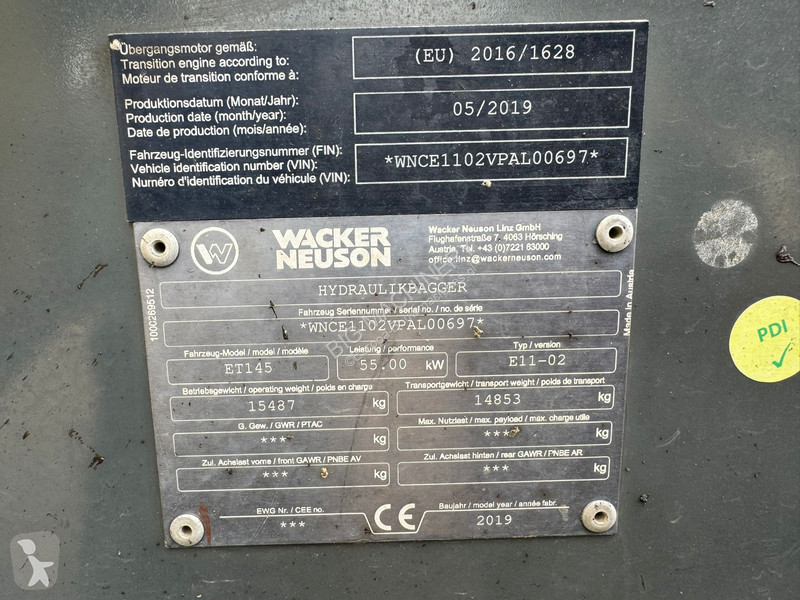 Übergangsmotor gemäß:
Transition engine according to:
Moteur de transition conforme à:
(EU) 2016/1628
Produktionsdatum (Monat/Jahr):
Production date (month/year):
Date de production (mois/année):
05/2019
Fahrzeug-Identifizierungsnummer (FIN):
Vehicle identification number (VIN):
Numéro d'identification du véhicule (VIN):
*WNCE1102VPAL00697*
W
WACKER
NEUSON
Wacker Neuson Linz GmbH
Flughafenstraße 7, 4063 Hörsching
Austria, Tel. +43 (0)7221 63000
office.linz@wackerneuson.com
HYDRAULIKBAGGER
Fahrzeug Seriennummer / serial no. / no. de série
*WNCE1102VPAL00697*
Fahrzeug-Model / model / modèle
ET145
Leistung / performance
55.00 kW
Typ / version
E11-02
Betriebsgewicht / operating weight / poids en charge
15487 kg
Transportgewicht / transport weight / poids de transport
14853 kg
G. Gew. / GWR / PTAC
*** kg
Max. Nutzlast / max. payload / max. charge utile
*** kg
Zul. Achslast vorne / front GAWR / PNBE AV
*** kg
Zul. Achslast hinten / rear GAWR / PNBE AR
*** kg
EWG Nr. / CEE no.
***
CE
Baujahr / model year / année fabr.
2019
1000269512
Made in Austria
PDI